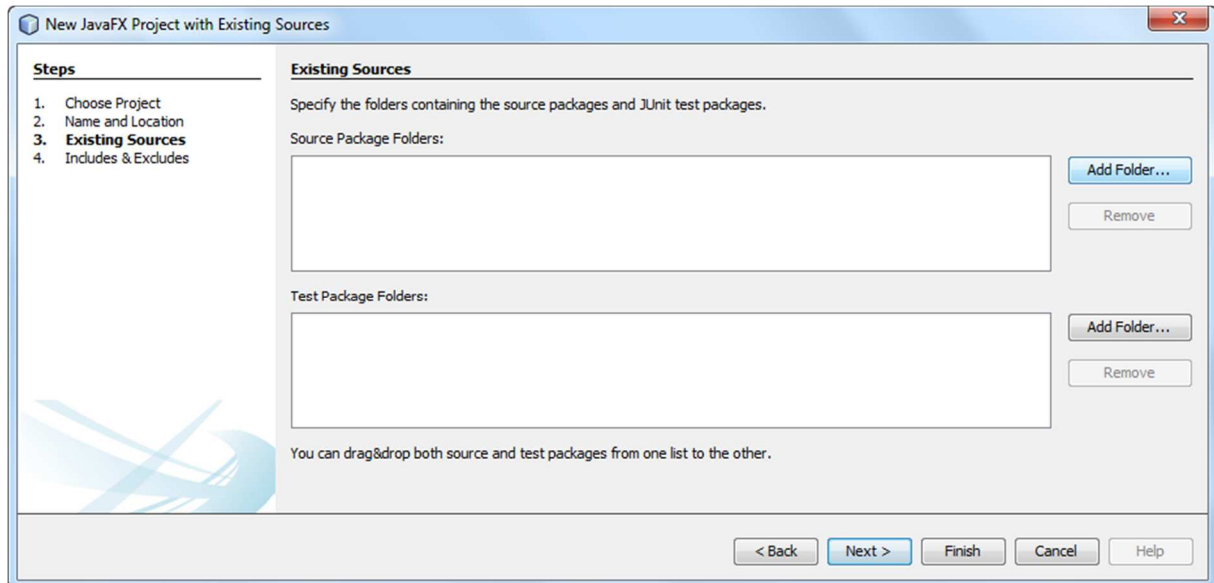 New JavaFX Project with Existing Sources
Steps
1. Choose Project
2. Name and Location
3. Existing Sources
4. Includes & Excludes
Existing Sources
Specify the folders containing the source packages and JUnit test packages.
Source Package Folders:
Add Folder...
Remove
Test Package Folders:
Add Folder...
Remove
You can drag&drop both source and test packages from one list to the other.
< Back Next > Finish Cancel Help